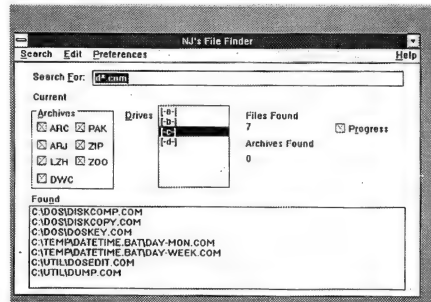 NJ's File Finder
Search Edit Preferences Help
Search For: d*.com
Current
Archives
Drives
ARC PAK
ARJ ZIP
LZH ZOO
DWC
[-a-]
[-b-]
[-c-]
[-d-]
Files Found
7
Archives Found
0
Progress
Found
C:\DOS\DISKCOMP.COM
C:\DOS\DISKCOPY.COM
C:\DOS\DOSKEY.COM
C:\TEMP\DATETIME.BAT\DAY-MON.COM
C:\TEMP\DATETIME.BAT\DAY-WEEK.COM
C:\UTIL\DOSEDIT.COM
C:\UTIL\DUMP.COM